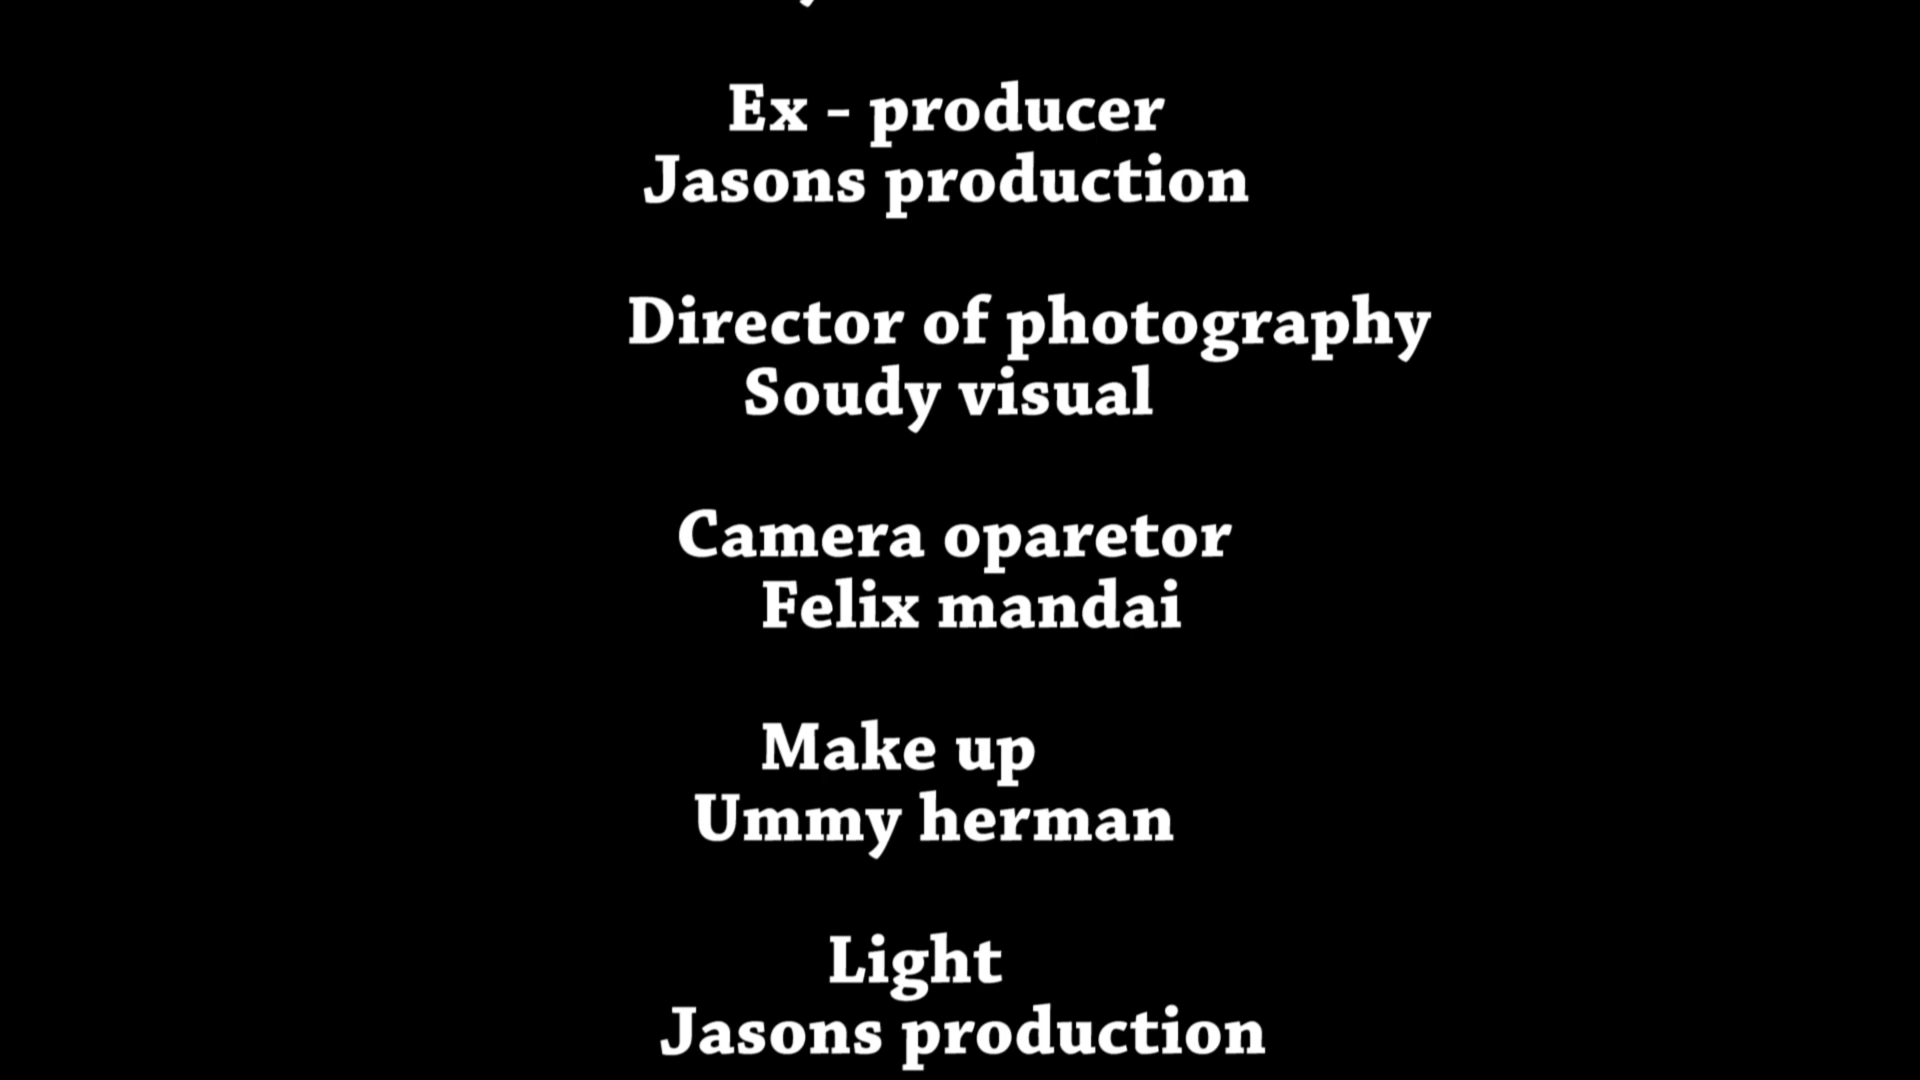 Ex - producer
Jasons production
Director of photography
Soudy visual
Camera oparetor
Felix mandai
Make up
Ummy herman
Light
Jasons production